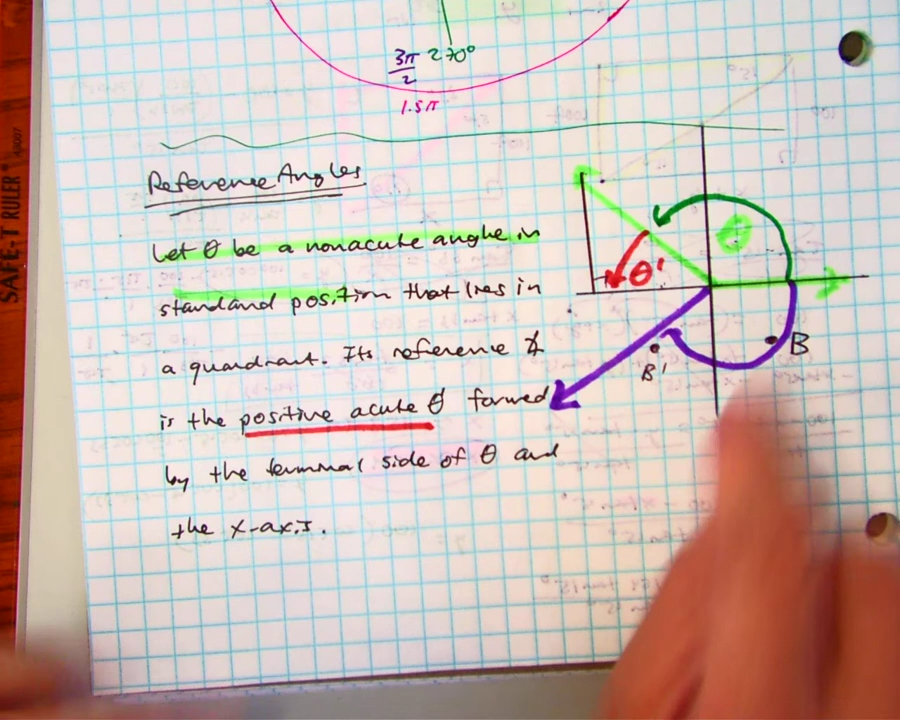 3π/2 270°
1.5π
SAFE-T RULER®
Reference Angles
Let θ be a nonacute angle in
standand position that lies in
a quadrant. Its reference ∡
is the positive acute θ formed
by the terminal side of θ and
the x-axis.
θ
θ'
B
B'